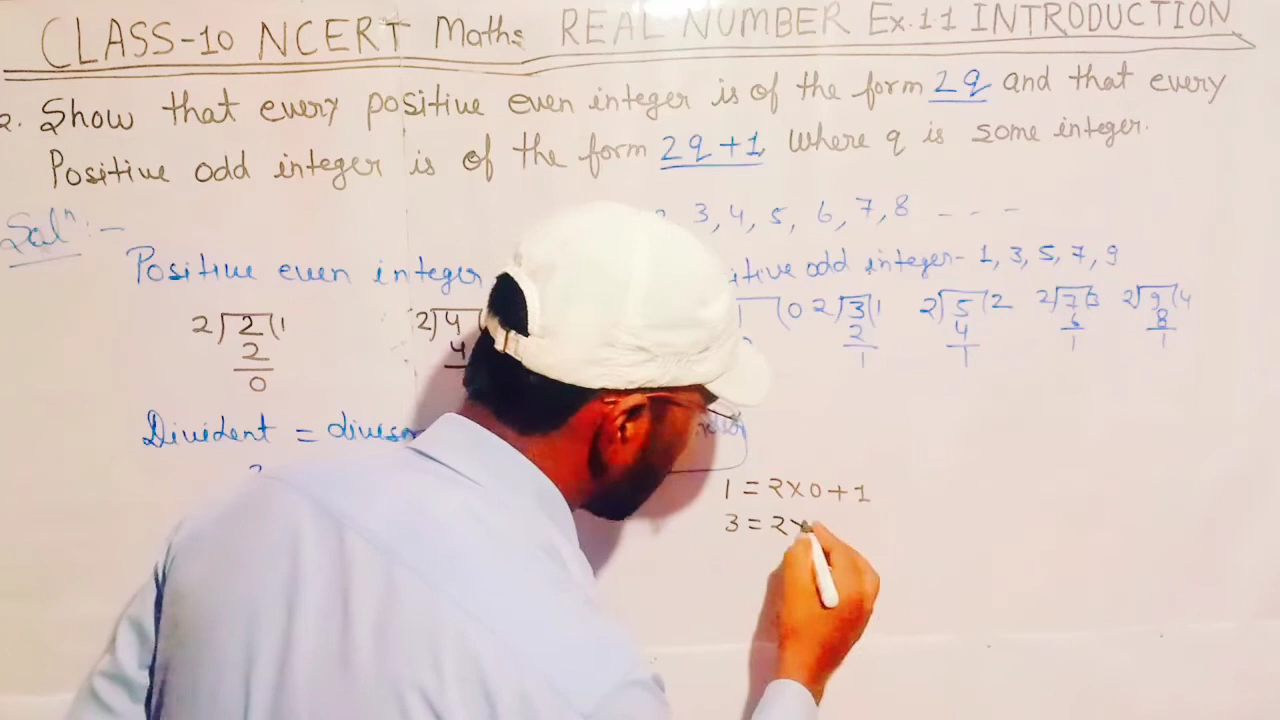 CLASS-10 NCERT Maths REAL NUMBER Ex.1.1 INTRODUCTION
2. Show that every positive even integer is of the form 2q and that every
Positive odd integer is of the form 2q+1 where q is some integer.
Solⁿ:-
3, 4, 5, 6, 7, 8 - - -
Positive even integer itive odd integer- 1, 3, 5, 7, 9
2)2(1 2)4( (0 2)3(1 2)5(2 2)7(3 2)9(4
2 4 2 4 6 8
0 1 1 1 1
Divident = divisor
1 = 2×0+1
3 = 2×